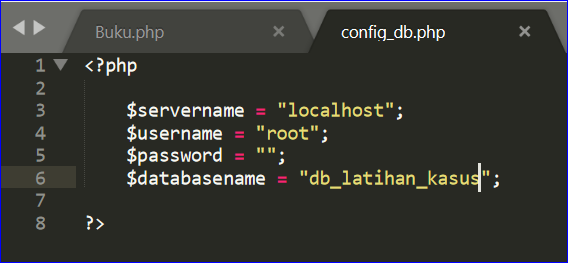 Buku.php × config_db.php ×
1 <?php
2
3 $servername = "localhost";
4 $username = "root";
5 $password = "";
6 $databasename = "db_latihan_kasus";
7
8 ?>